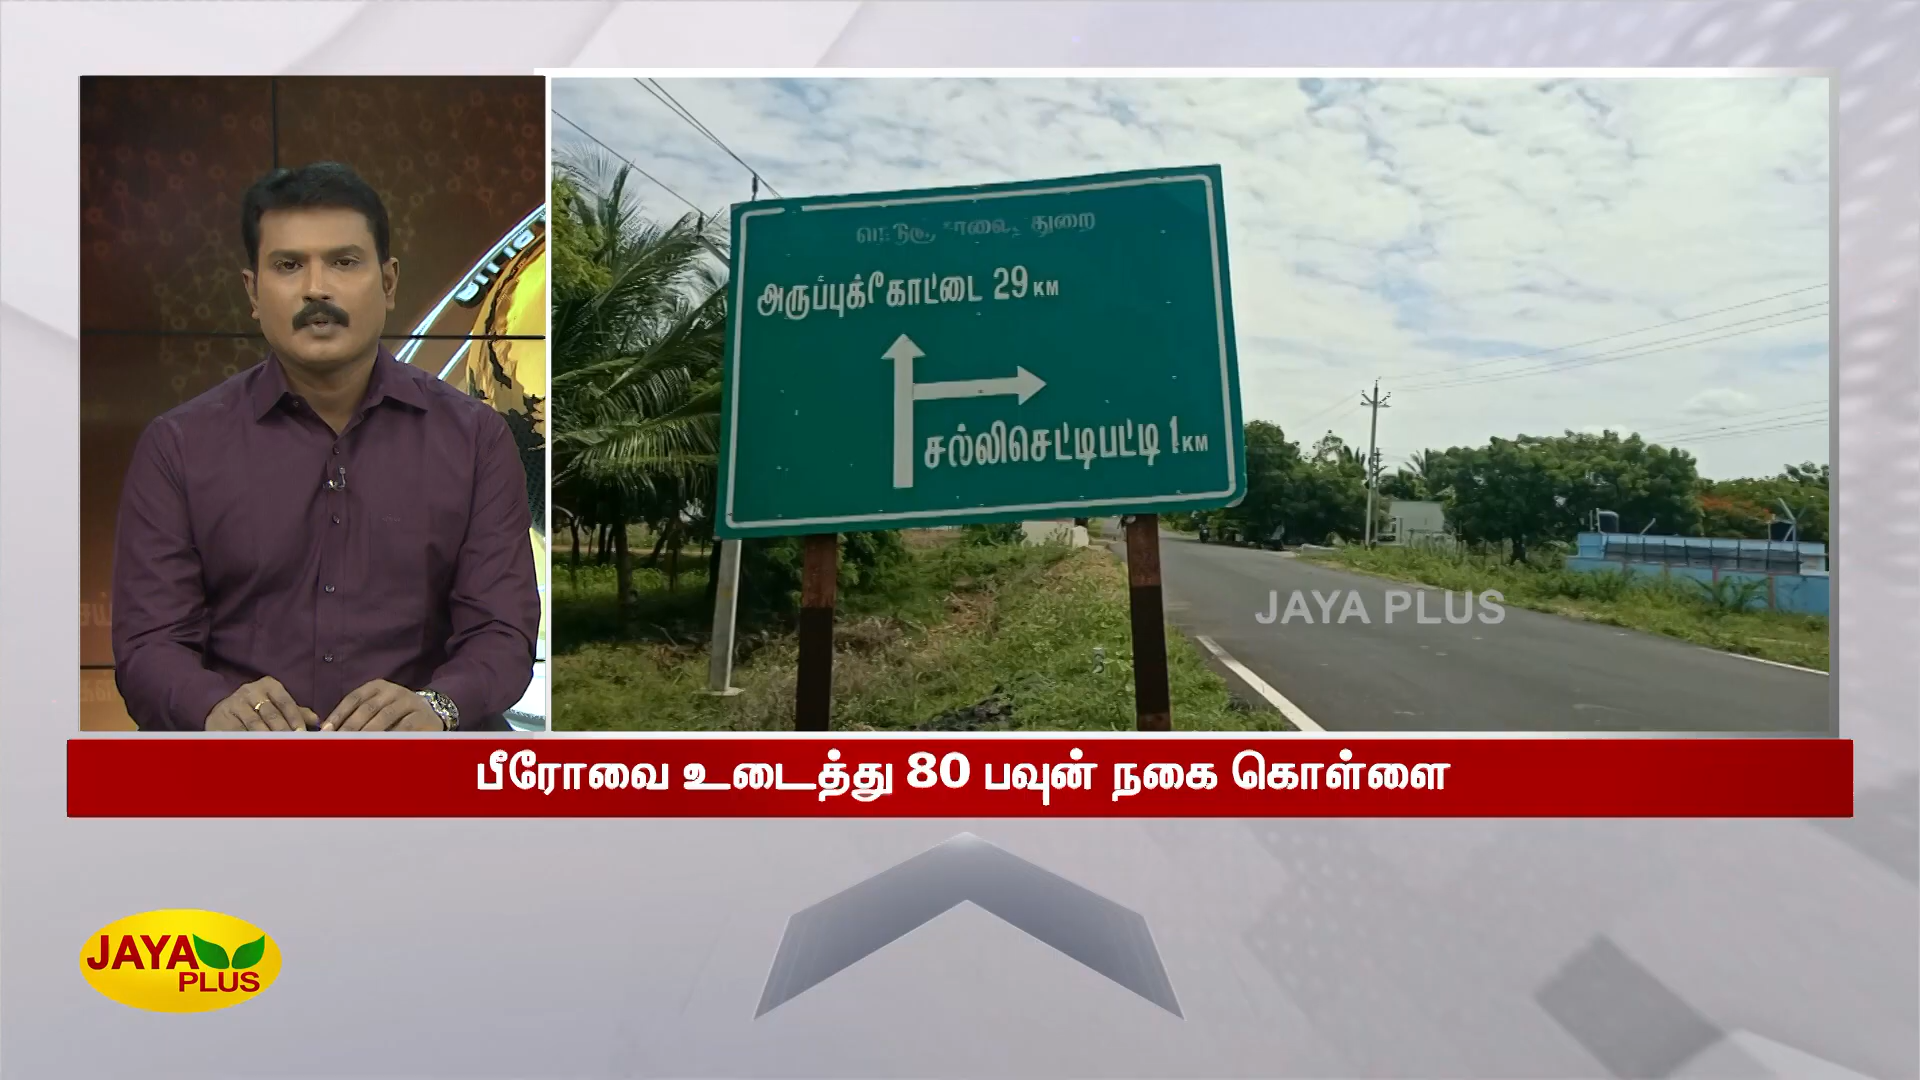 துறை
அருப்புக்கோட்டை 29 KM
சல்லிசெட்டிபட்டி 1 KM
JAYA PLUS
பீரோவை உடைத்து 80 பவுன் நகை கொள்ளை
JAYA
PLUS